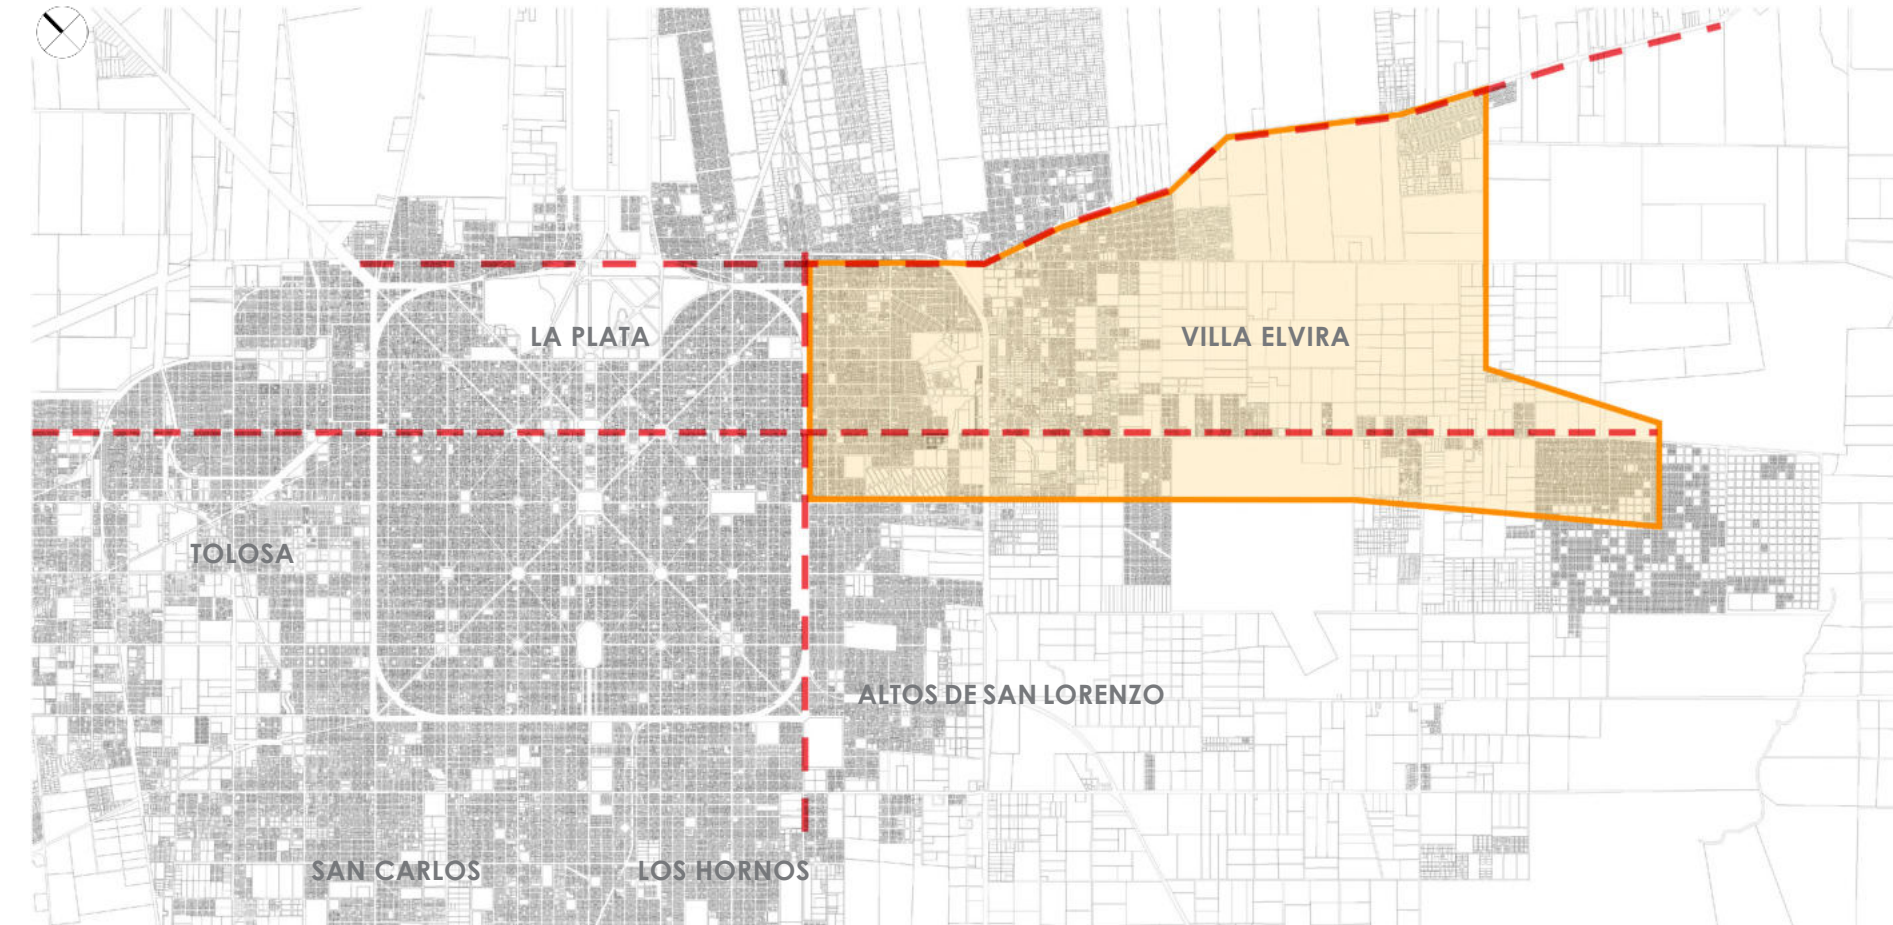 LA PLATA
VILLA ELVIRA
TOLOSA
ALTOS DE SAN LORENZO
SAN CARLOS
LOS HORNOS